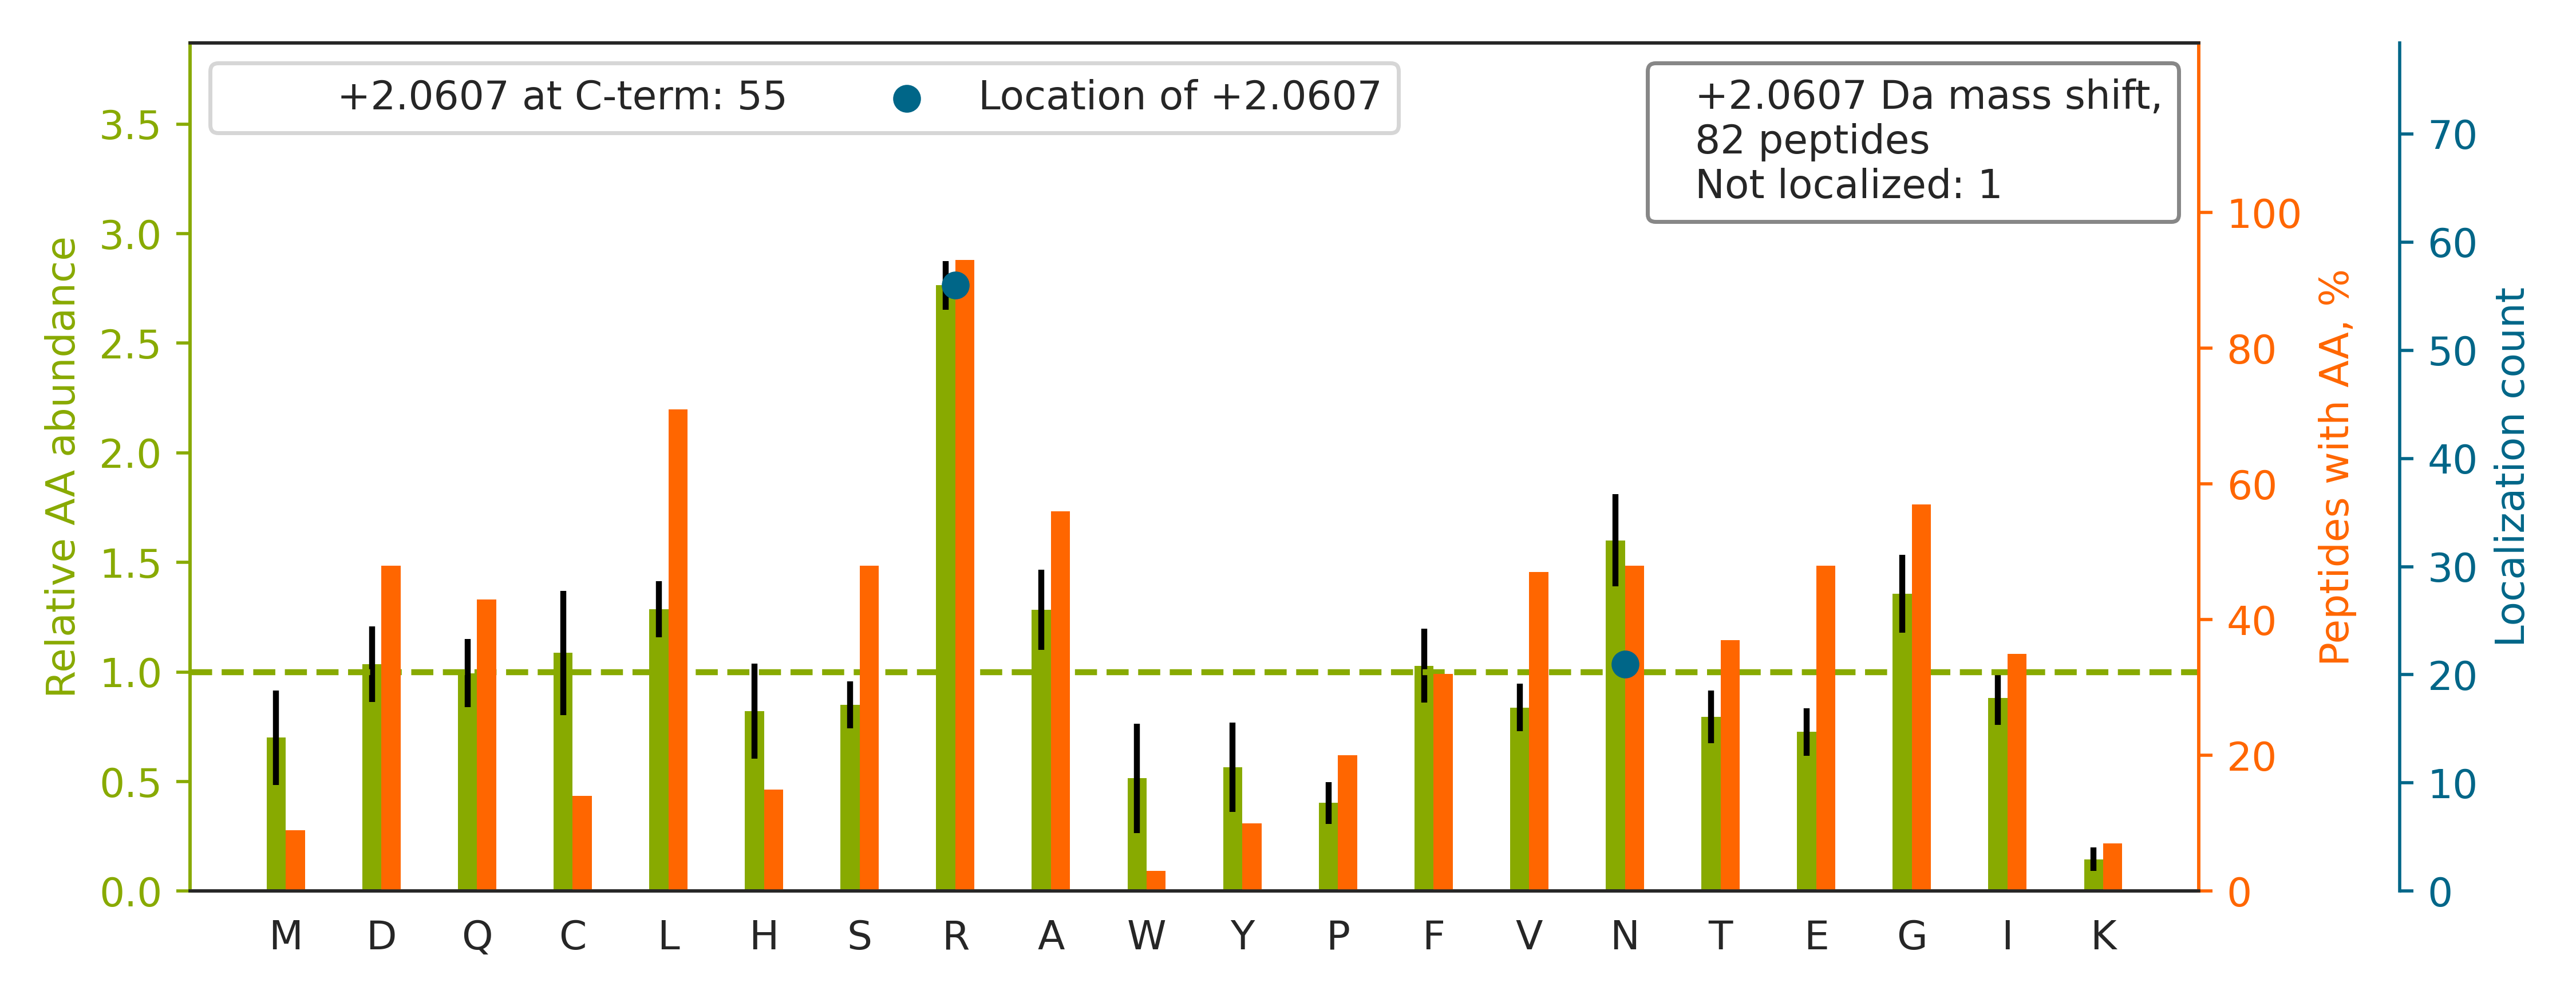 +2.0607 at C-term: 55
Location of +2.0607
+2.0607 Da mass shift,
82 peptides
Not localized: 1
Relative AA abundance
3.5
3.0
2.5
2.0
1.5
1.0
0.5
0.0
Peptides with AA, %
100
80
60
40
20
0
Localization count
70
60
50
40
30
20
10
0
M D Q C L H S R A W Y P F V N T E G I K